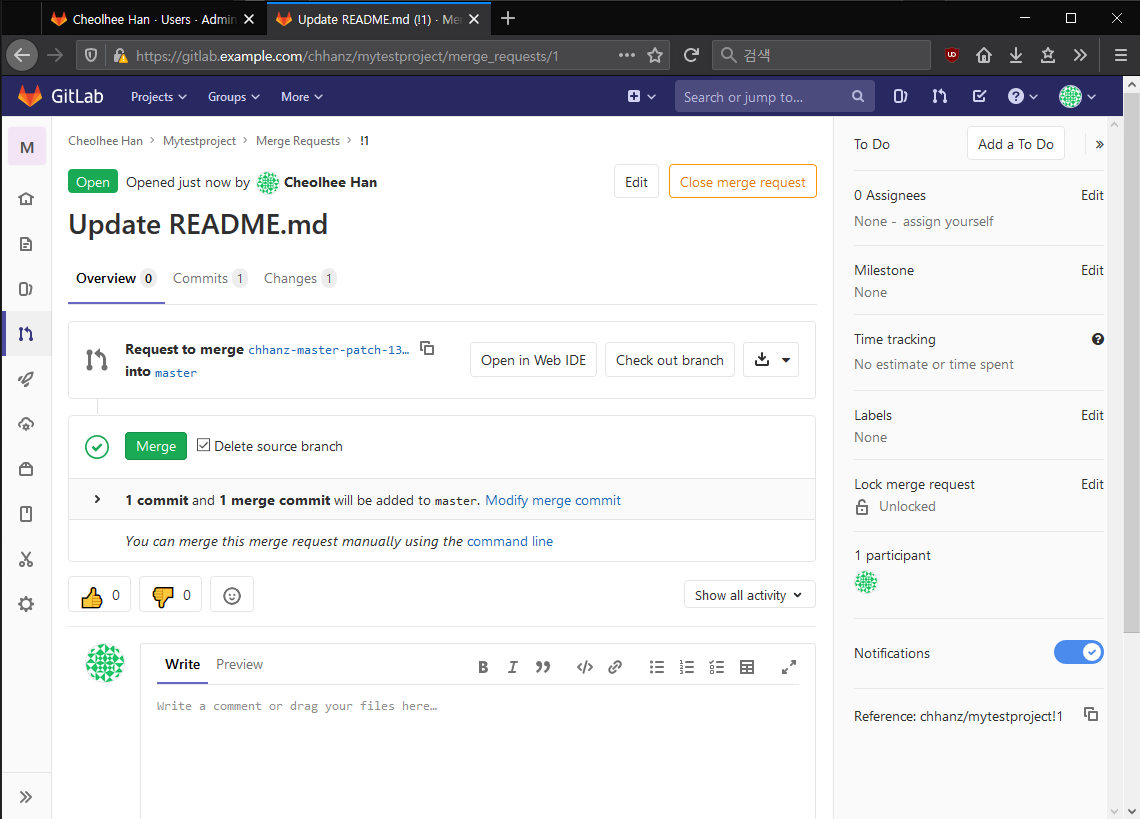 Cheolhee Han · Users · Admin
Update README.md (!1) · Me
https://gitlab.example.com/chhanz/mytestproject/merge_requests/1
검색
GitLab
Projects
Groups
More
Search or jump to...
M
Cheolhee Han > Mytestproject > Merge Requests > !1
Open Opened just now by Cheolhee Han
Edit
Close merge request
Update README.md
Overview 0
Commits 1
Changes 1
Request to merge chhanz-master-patch-13…
into master
Open in Web IDE
Check out branch
Merge
Delete source branch
1 commit and 1 merge commit will be added to master. Modify merge commit
You can merge this merge request manually using the command line
0
0
Show all activity
Write
Preview
Write a comment or drag your files here…
To Do
Add a To Do
0 Assignees
Edit
None - assign yourself
Milestone
Edit
None
Time tracking
No estimate or time spent
Labels
Edit
None
Lock merge request
Edit
Unlocked
1 participant
Notifications
Reference: chhanz/mytestproject!1